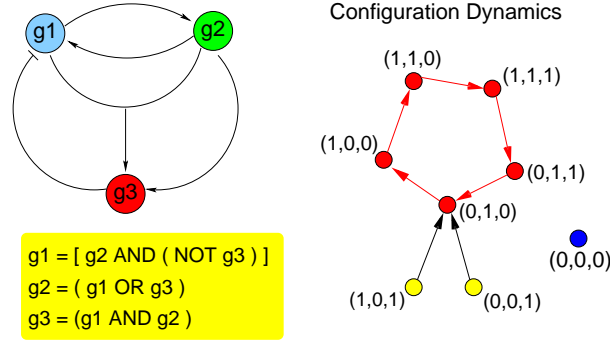 Configuration Dynamics
g1
g2
g3
g1 = [ g2 AND ( NOT g3 ) ]
g2 = ( g1 OR g3 )
g3 = (g1 AND g2 )
(1,1,0)
(1,1,1)
(1,0,0)
(0,1,1)
(0,1,0)
(0,0,0)
(1,0,1)
(0,0,1)